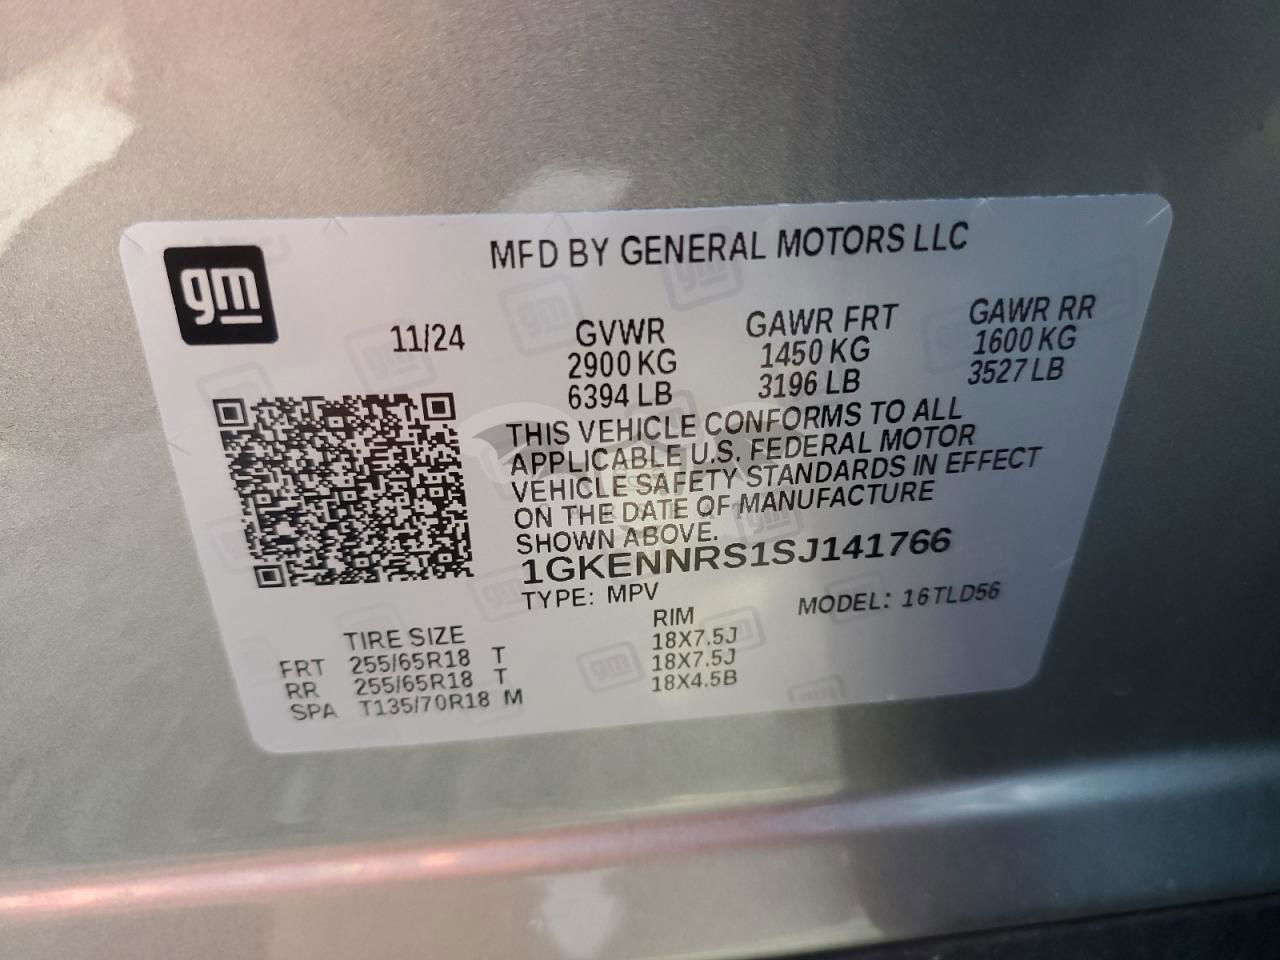 gm
MFD BY GENERAL MOTORS LLC
11/24
GVWR
2900 KG
6394 LB
GAWR FRT
1450 KG
3196 LB
GAWR RR
1600 KG
3527 LB
THIS VEHICLE CONFORMS TO ALL
APPLICABLE U.S. FEDERAL MOTOR
VEHICLE SAFETY STANDARDS IN EFFECT
ON THE DATE OF MANUFACTURE
SHOWN ABOVE.
1GKENNRS1SJ141766
TYPE: MPV
MODEL: 16TLD56
TIRE SIZE RIM
FRT 255/65R18 T 18X7.5J
RR 255/65R18 T 18X7.5J
SPA T135/70R18 M 18X4.5B